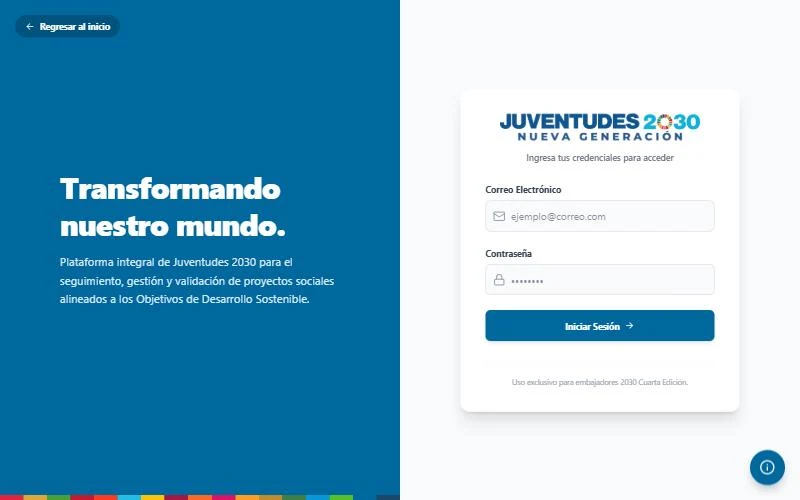 ← Regresar al inicio
Transformando
nuestro mundo.
Plataforma integral de Juventudes 2030 para el
seguimiento, gestión y validación de proyectos sociales
alineados a los Objetivos de Desarrollo Sostenible.
JUVENTUDES 2030
NUEVA GENERACIÓN
Ingresa tus credenciales para acceder
Correo Electrónico
ejemplo@correo.com
Contraseña
••••••••
Iniciar Sesión →
Uso exclusivo para embajadores 2030 Cuarta Edición.